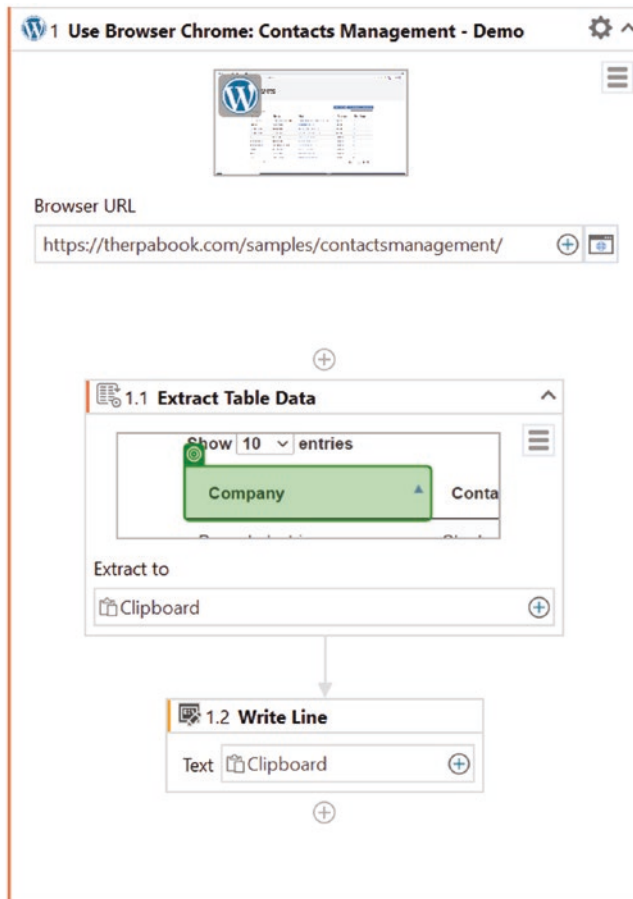 1 Use Browser Chrome: Contacts Management - Demo
Browser URL
https://therpabook.com/samples/contactsmanagement/
1.1 Extract Table Data
Show 10 entries
Company Conta
Extract to
Clipboard
1.2 Write Line
Text Clipboard